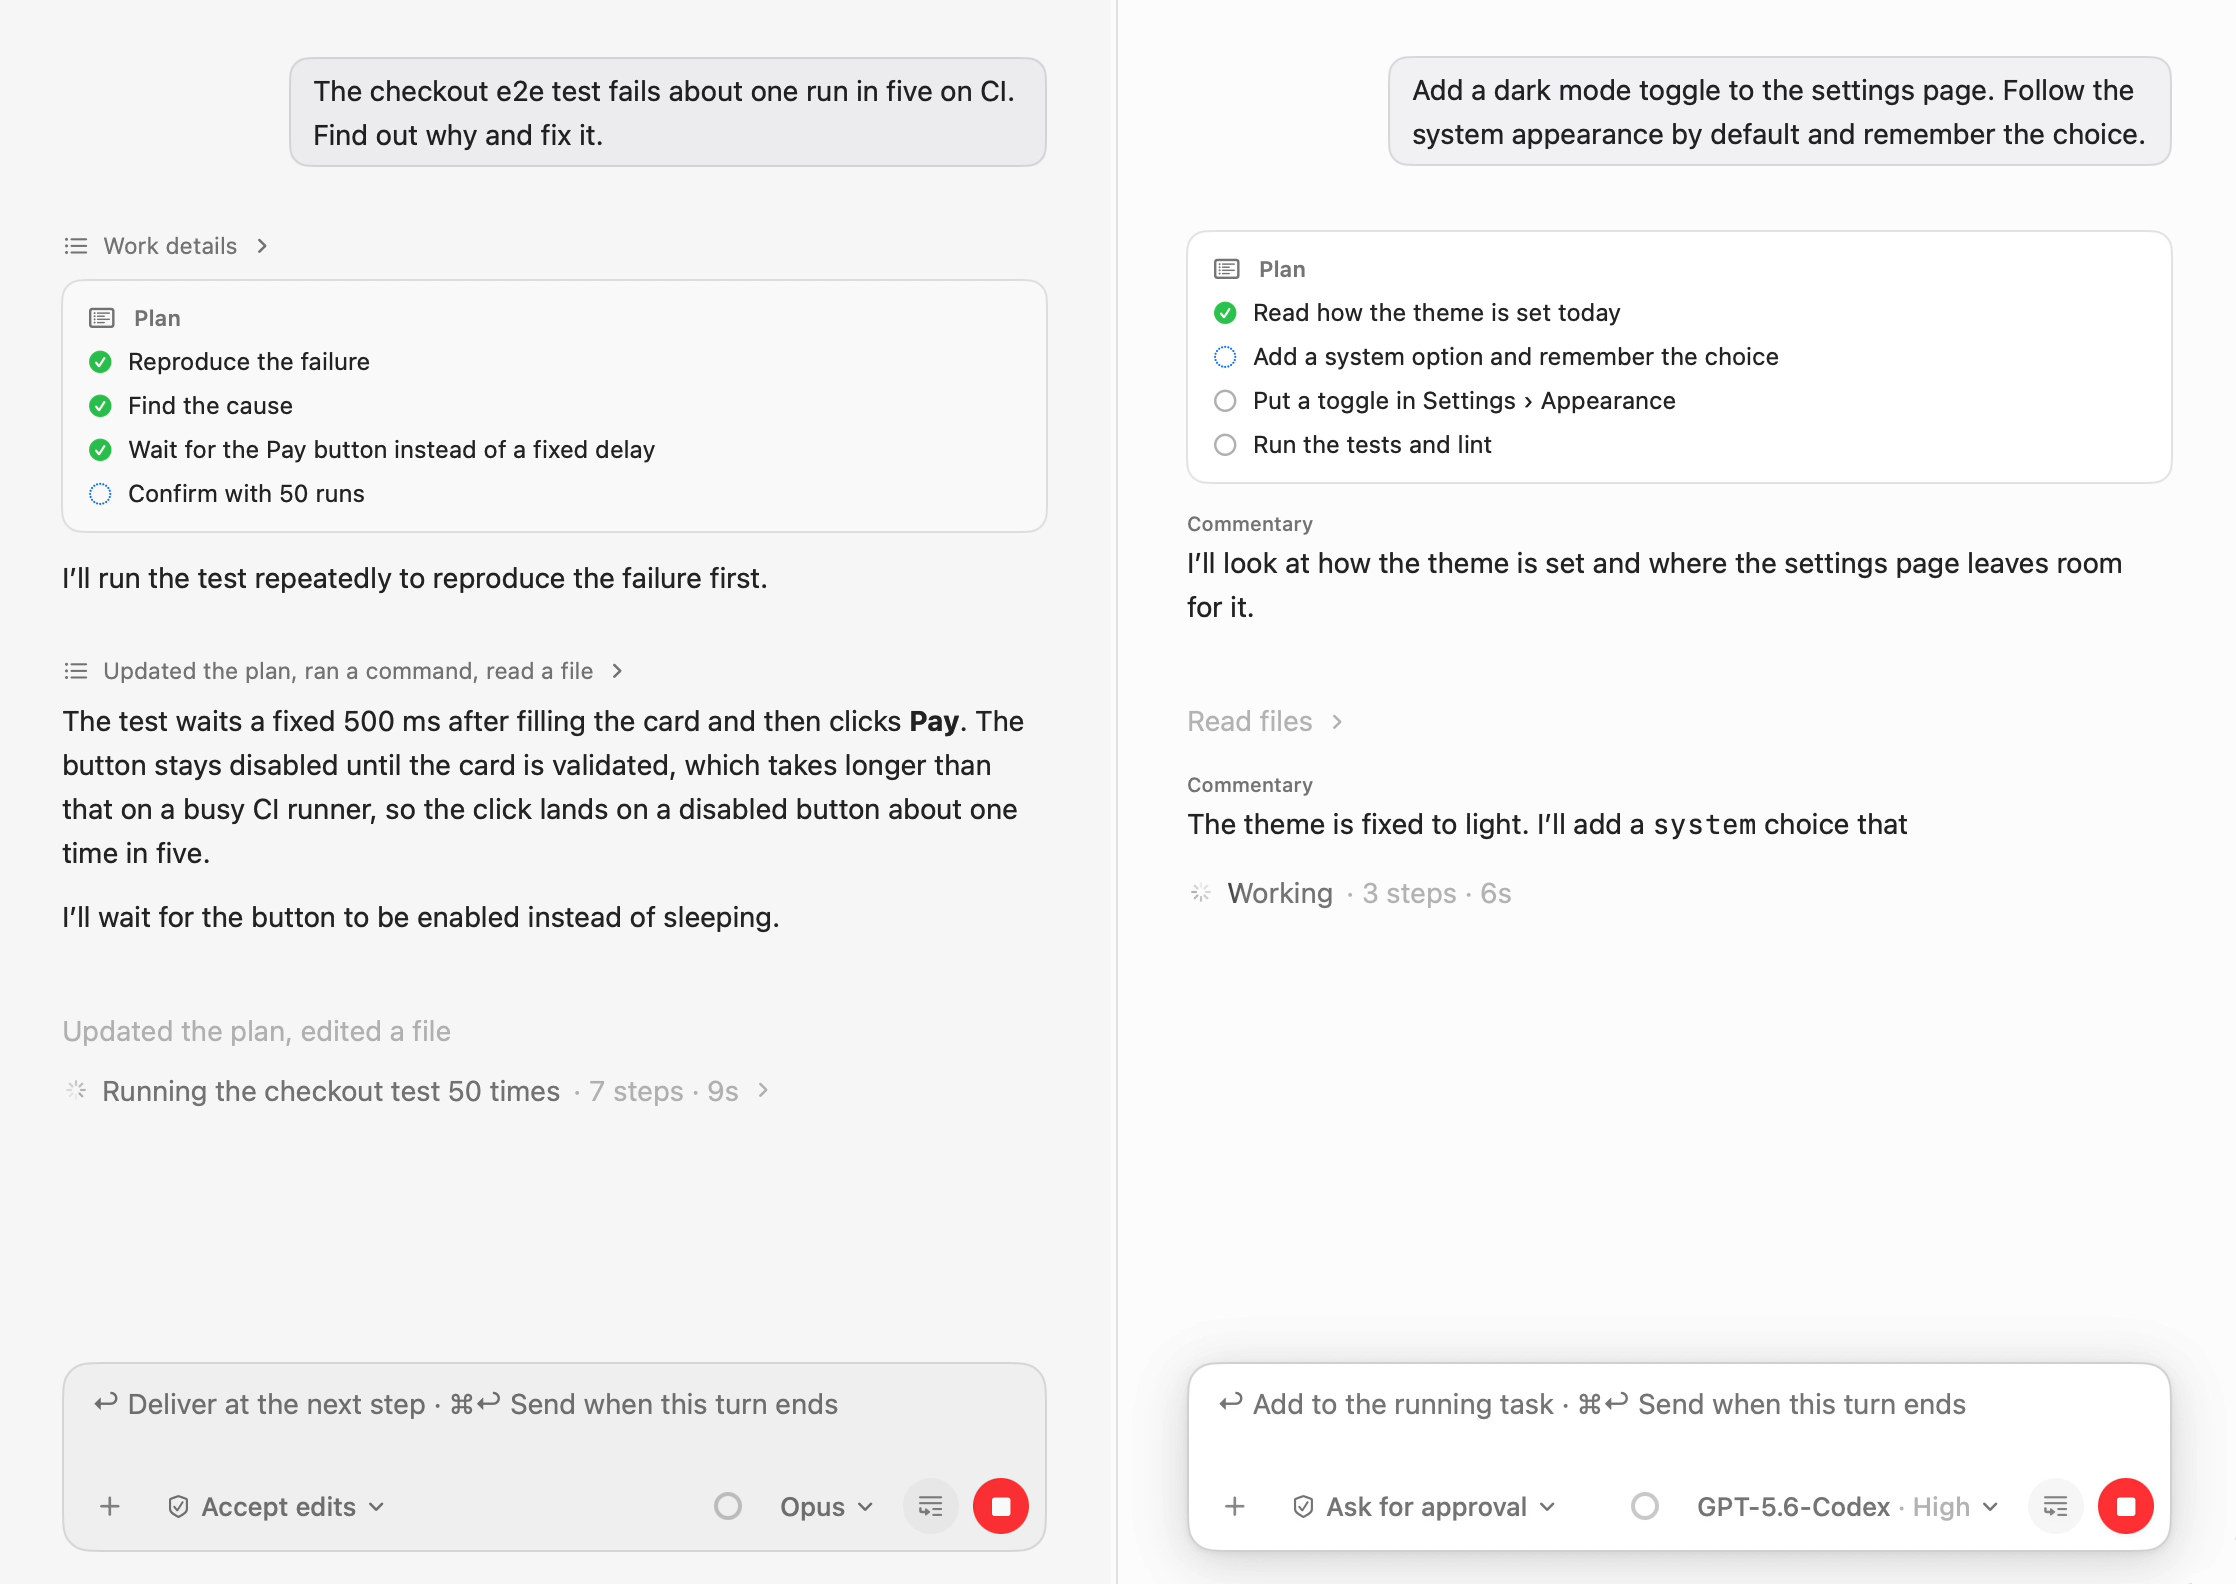 The checkout e2e test fails about one run in five on CI.
Find out why and fix it.
Work details
Plan
Reproduce the failure
Find the cause
Wait for the Pay button instead of a fixed delay
Confirm with 50 runs
I’ll run the test repeatedly to reproduce the failure first.
Updated the plan, ran a command, read a file
The test waits a fixed 500 ms after filling the card and then clicks Pay. The
button stays disabled until the card is validated, which takes longer than
that on a busy CI runner, so the click lands on a disabled button about one
time in five.
I’ll wait for the button to be enabled instead of sleeping.
Updated the plan, edited a file
Running the checkout test 50 times · 7 steps · 9s
↩ Deliver at the next step · ⌘↩ Send when this turn ends
Accept edits
Opus
Add a dark mode toggle to the settings page. Follow the
system appearance by default and remember the choice.
Plan
Read how the theme is set today
Add a system option and remember the choice
Put a toggle in Settings › Appearance
Run the tests and lint
Commentary
I’ll look at how the theme is set and where the settings page leaves room
for it.
Read files
Commentary
The theme is fixed to light. I’ll add a system choice that
Working · 3 steps · 6s
↩ Add to the running task · ⌘↩ Send when this turn ends
Ask for approval
GPT-5.6-Codex · High